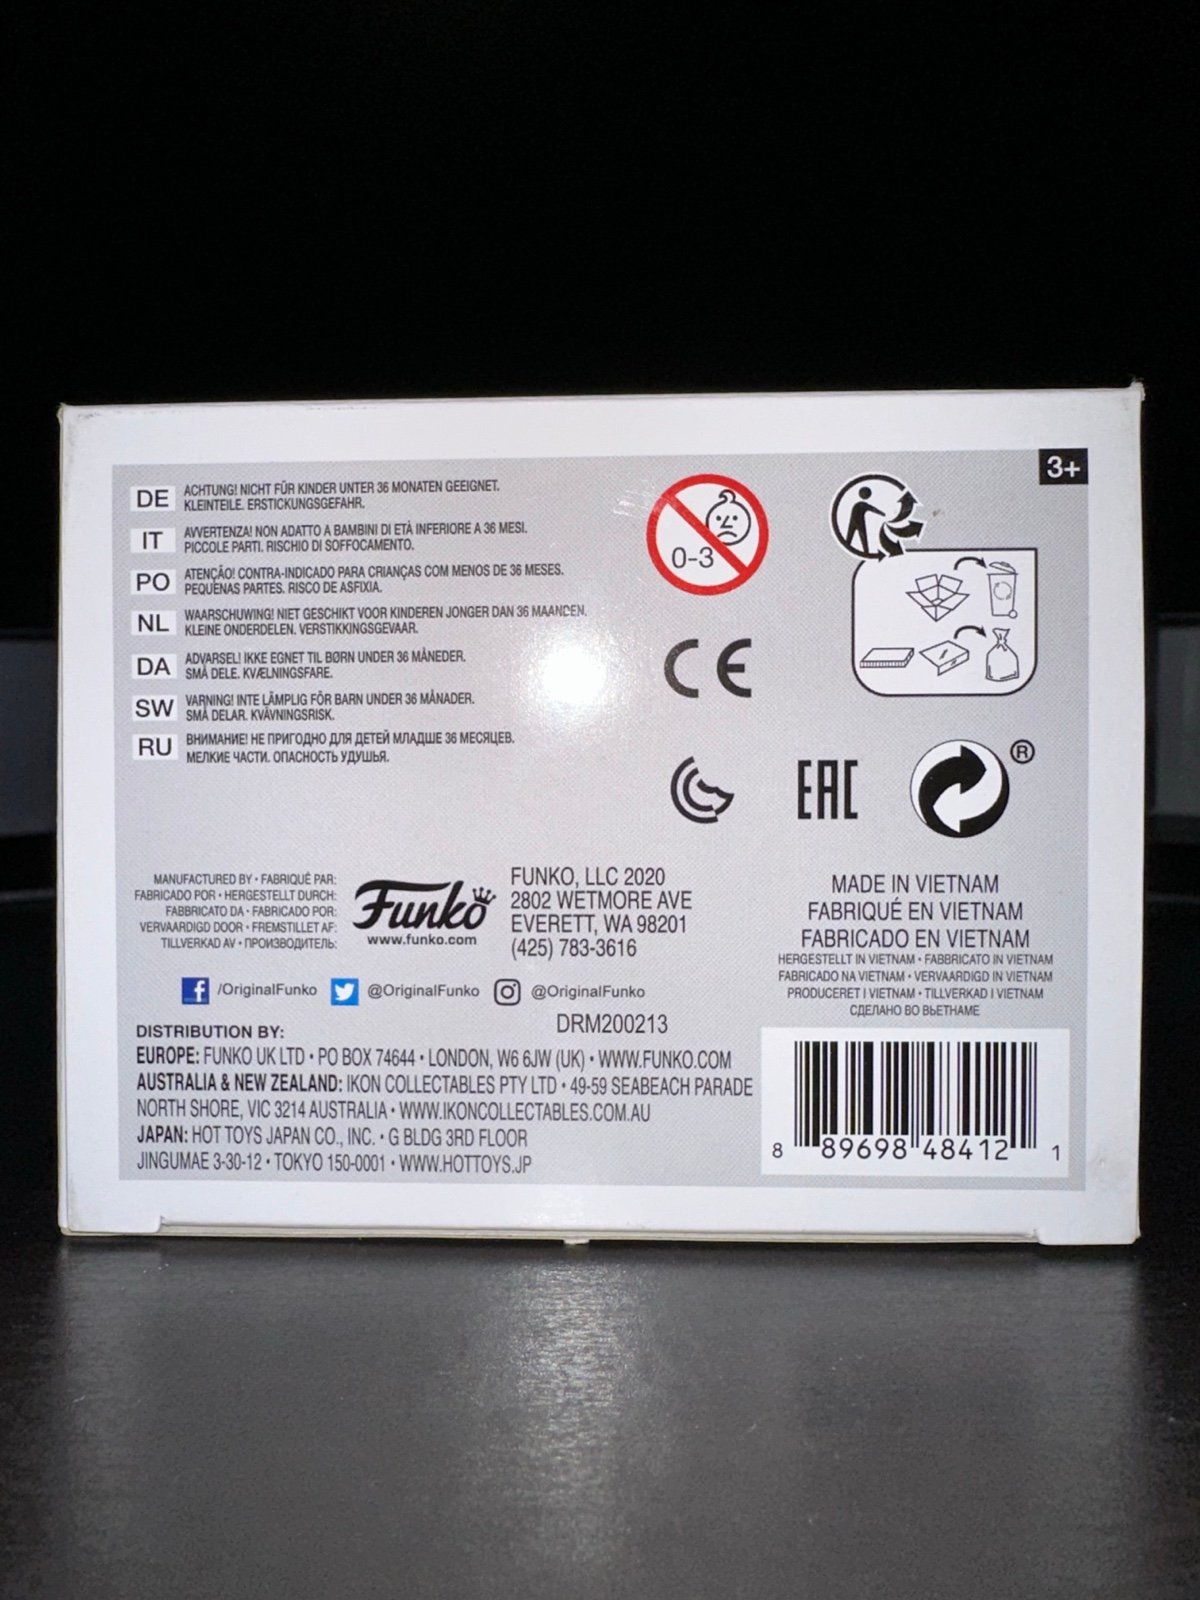 3+
DE ACHTUNG! NICHT FÜR KINDER UNTER 36 MONATEN GEEIGNET.
KLEINTEILE. ERSTICKUNGSGEFAHR.
IT AVVERTENZA! NON ADATTO A BAMBINI DI ETÀ INFERIORE A 36 MESI.
PICCOLE PARTI. RISCHIO DI SOFFOCAMENTO.
PO ATENÇÃO! CONTRA-INDICADO PARA CRIANÇAS COM MENOS DE 36 MESES.
PEQUENAS PARTES. RISCO DE ASFIXIA.
NL WAARSCHUWING! NIET GESCHIKT VOOR KINDEREN JONGER DAN 36 MAANDEN.
KLEINE ONDERDELEN. VERSTIKKINGSGEVAAR.
DA ADVARSEL! IKKE EGNET TIL BØRN UNDER 36 MÅNEDER.
SMÅ DELE. KVÆLNINGSFARE.
SW VARNING! INTE LÄMPLIG FÖR BARN UNDER 36 MÅNADER.
SMÅ DELAR. KVÄVNINGSRISK.
RU ВНИМАНИЕ! НЕ ПРИГОДНО ДЛЯ ДЕТЕЙ МЛАДШЕ 36 МЕСЯЦЕВ.
МЕЛКИЕ ЧАСТИ. ОПАСНОСТЬ УДУШЬЯ.
0-3
CE
EAC
®
MANUFACTURED BY • FABRIQUÉ PAR:
FABRICADO POR • HERGESTELLT DURCH:
FABBRICATO DA • FABRICADO POR:
VERVAARDIGD DOOR • FREMSTILLET AF:
TILLVERKAD AV • ПРОИЗВОДИТЕЛЬ:
Funko
www.funko.com
FUNKO, LLC 2020
2802 WETMORE AVE
EVERETT, WA 98201
(425) 783-3616
MADE IN VIETNAM
FABRIQUÉ EN VIETNAM
FABRICADO EN VIETNAM
HERGESTELLT IN VIETNAM • FABBRICATO IN VIETNAM
FABRICADO NA VIETNAM • VERVAARDIGD IN VIETNAM
PRODUCERET I VIETNAM • TILLVERKAD I VIETNAM
СДЕЛАНО ВО ВЬЕТНАМЕ
/OriginalFunko @OriginalFunko @OriginalFunko
DRM200213
DISTRIBUTION BY:
EUROPE: FUNKO UK LTD • PO BOX 74644 • LONDON, W6 6JW (UK) • WWW.FUNKO.COM
AUSTRALIA & NEW ZEALAND: IKON COLLECTABLES PTY LTD • 49-59 SEABEACH PARADE
NORTH SHORE, VIC 3214 AUSTRALIA • WWW.IKONCOLLECTABLES.COM.AU
JAPAN: HOT TOYS JAPAN CO., INC. • G BLDG 3RD FLOOR
JINGUMAE 3-30-12 • TOKYO 150-0001 • WWW.HOTTOYS.JP
8 89698 48412 1